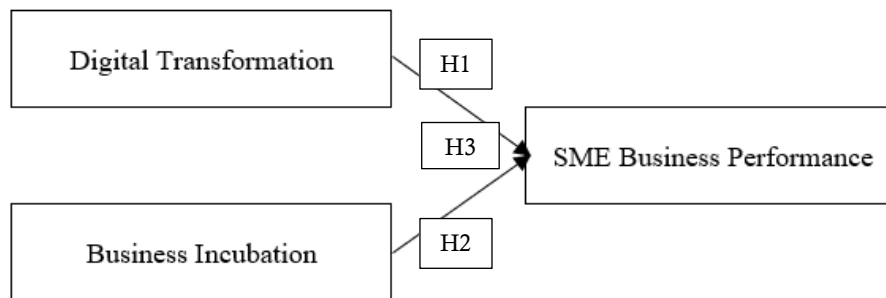 Digital Transformation
H1
H3
SME Business Performance
H2
Business Incubation